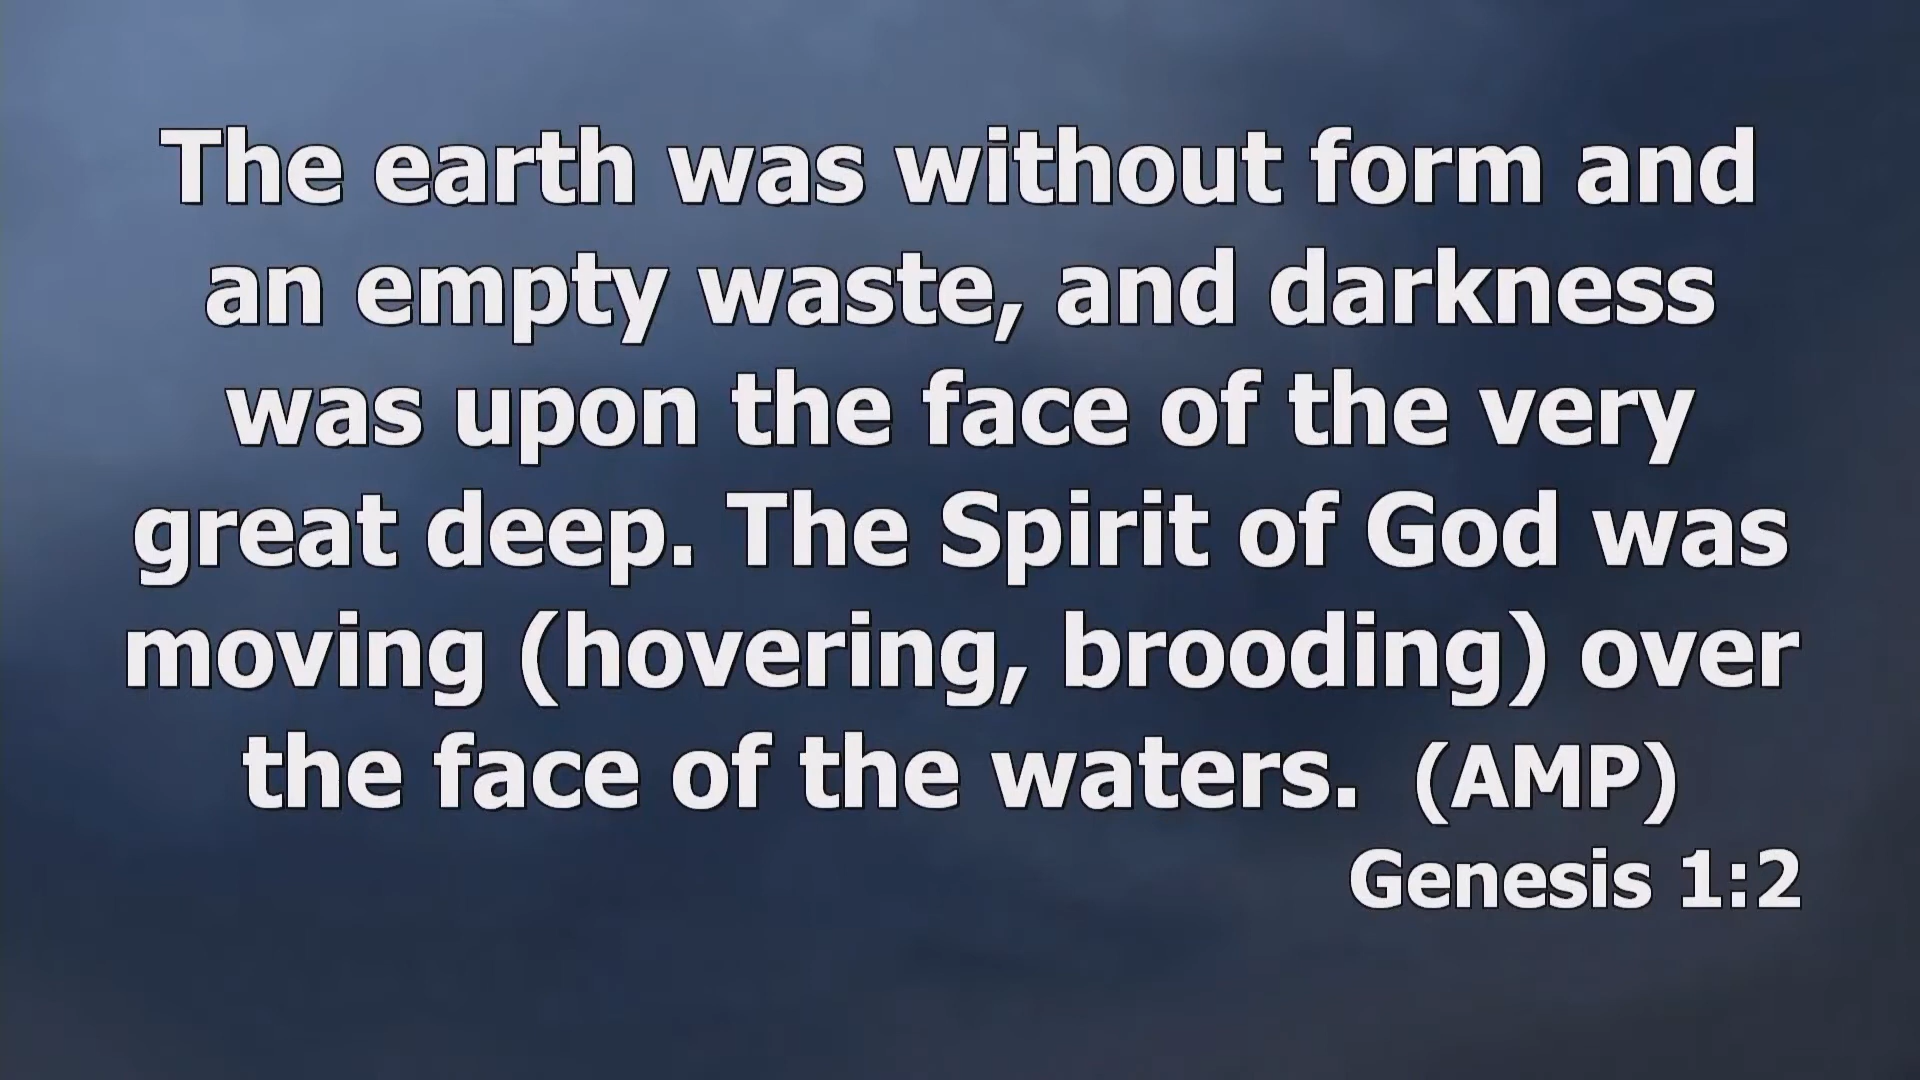 The earth was without form and
an empty waste, and darkness
was upon the face of the very
great deep. The Spirit of God was
moving (hovering, brooding) over
the face of the waters. (AMP)
Genesis 1:2